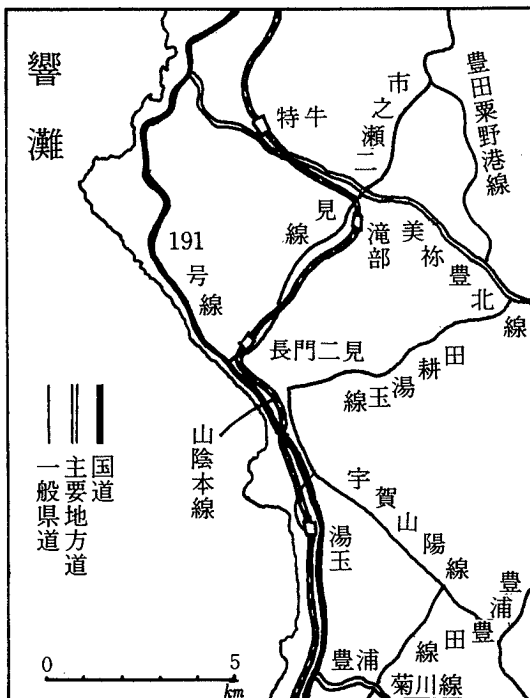 響灘
特牛
市之瀬二見線
豊田粟野港線
191号線
滝部
美祢豊北線
長門二見
田耕湯玉線
山陰本線
国道
主要地方道
一般県道
宇賀山陽線
湯玉
豊浦
豊浦
菊川線
豊田線
0 5
km